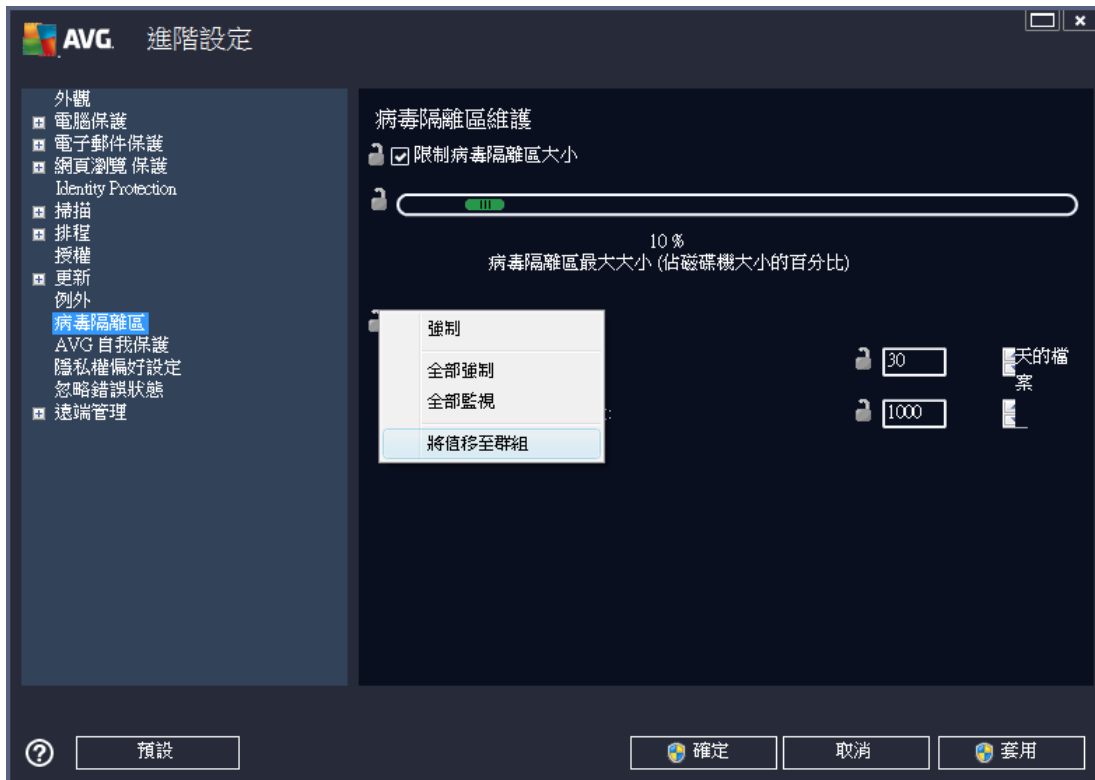 AVG. 進階設定
外觀
電腦保護
電子郵件保護
網頁瀏覽 保護
Identity Protection
掃描
排程
授權
更新
例外
病毒隔離區
AVG 自我保護
隱私權偏好設定
忽略錯誤狀態
遠端管理
病毒隔離區維護
限制病毒隔離區大小
10 %
病毒隔離區最大大小 (佔磁碟機大小的百分比)
強制
全部強制
全部監視
將值移至群組
30 天的檔
案
: 1000
? 預設 確定 取消 套用